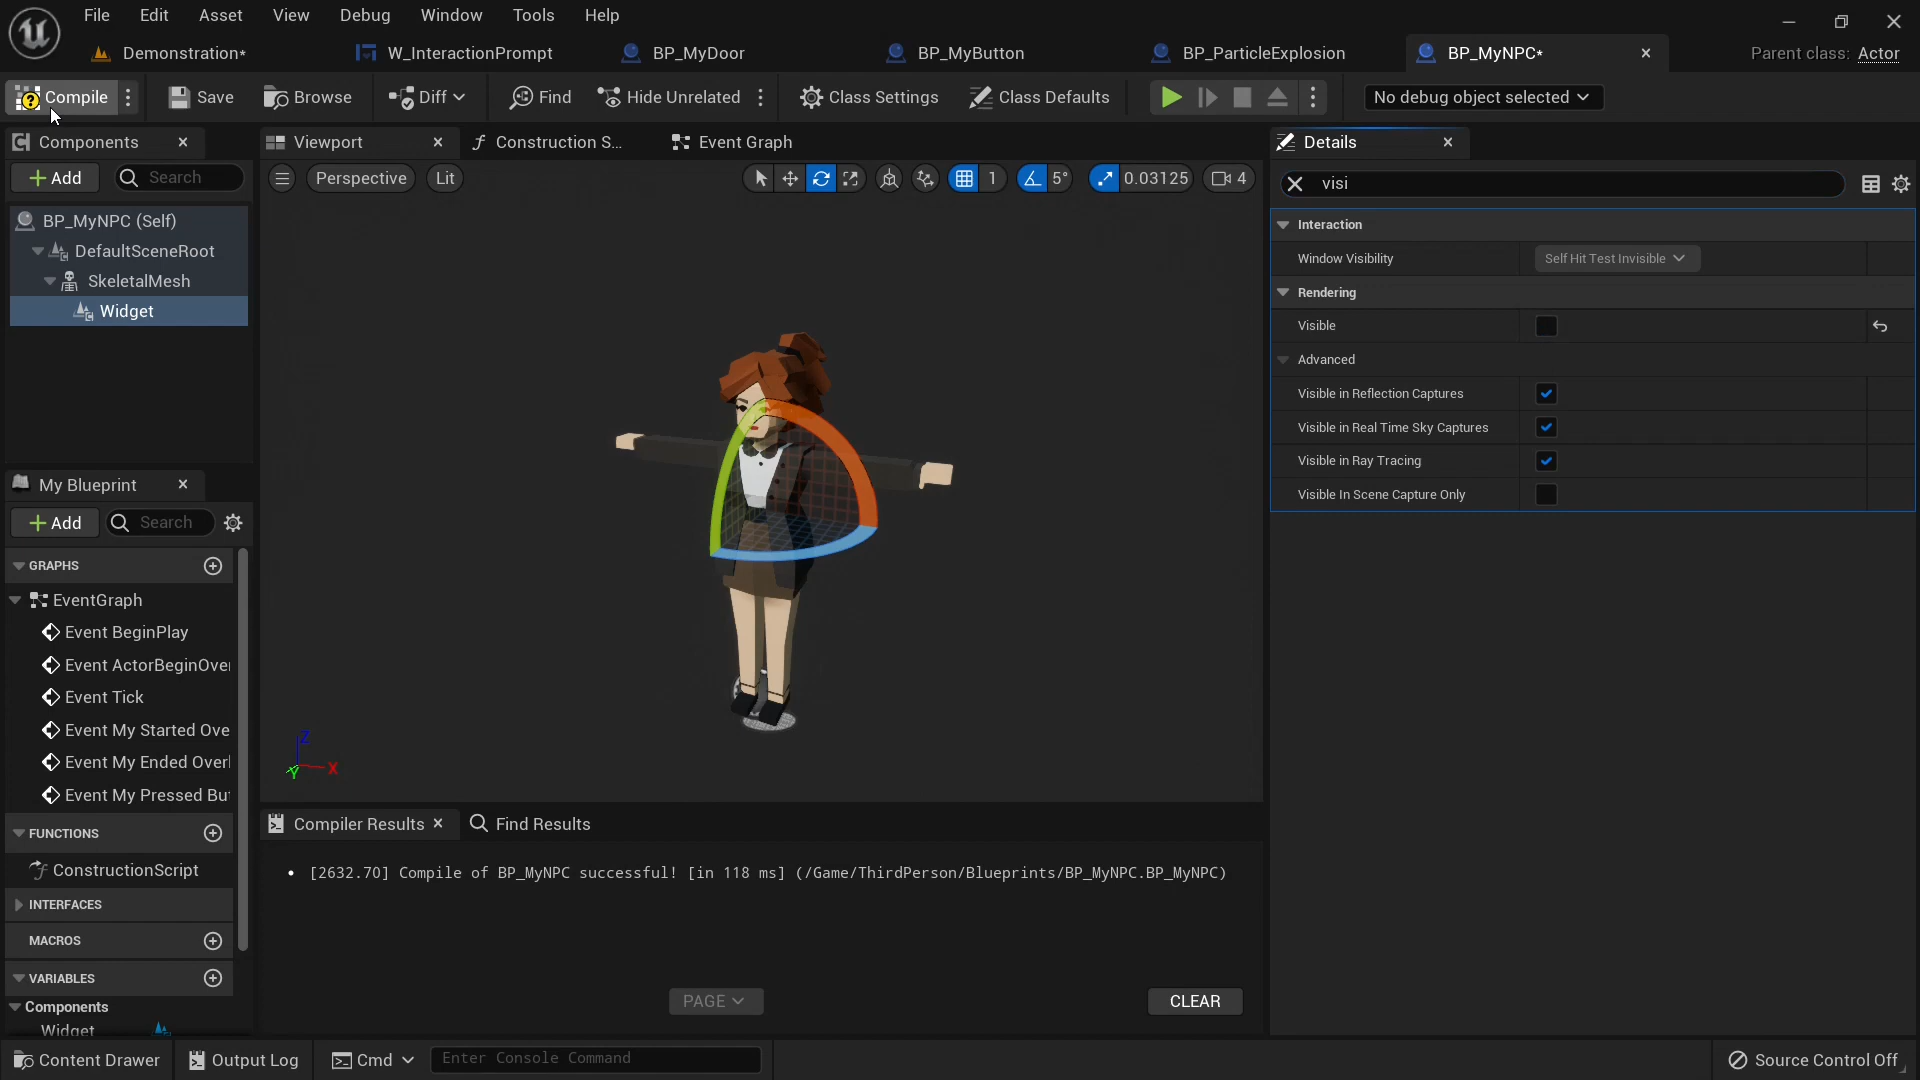 File Edit Asset View Debug Window Tools Help
Demonstration* W_InteractionPrompt BP_MyDoor BP_MyButton BP_ParticleExplosion BP_MyNPC* Parent class: Actor
Compile Save Browse Diff Find Hide Unrelated Class Settings Class Defaults No debug object selected
Components Viewport Construction S... Event Graph Details
+ Add Search Perspective Lit 1 5° 0.03125 4 visi
BP_MyNPC (Self)
DefaultSceneRoot
SkeletalMesh
Widget
Interaction
Window Visibility Self Hit Test Invisible
Rendering
Visible
Advanced
Visible in Reflection Captures
Visible in Real Time Sky Captures
Visible in Ray Tracing
Visible In Scene Capture Only
Z
X
Y
My Blueprint
+ Add Search
GRAPHS
EventGraph
Event BeginPlay
Event ActorBeginOver
Event Tick
Event My Started Ove
Event My Ended Overl
Event My Pressed But
FUNCTIONS
ConstructionScript
INTERFACES
MACROS
VARIABLES
Components
Widget
Compiler Results Find Results
• [2632.70] Compile of BP_MyNPC successful! [in 118 ms] (/Game/ThirdPerson/Blueprints/BP_MyNPC.BP_MyNPC)
PAGE CLEAR
Content Drawer Output Log Cmd Enter Console Command Source Control Off